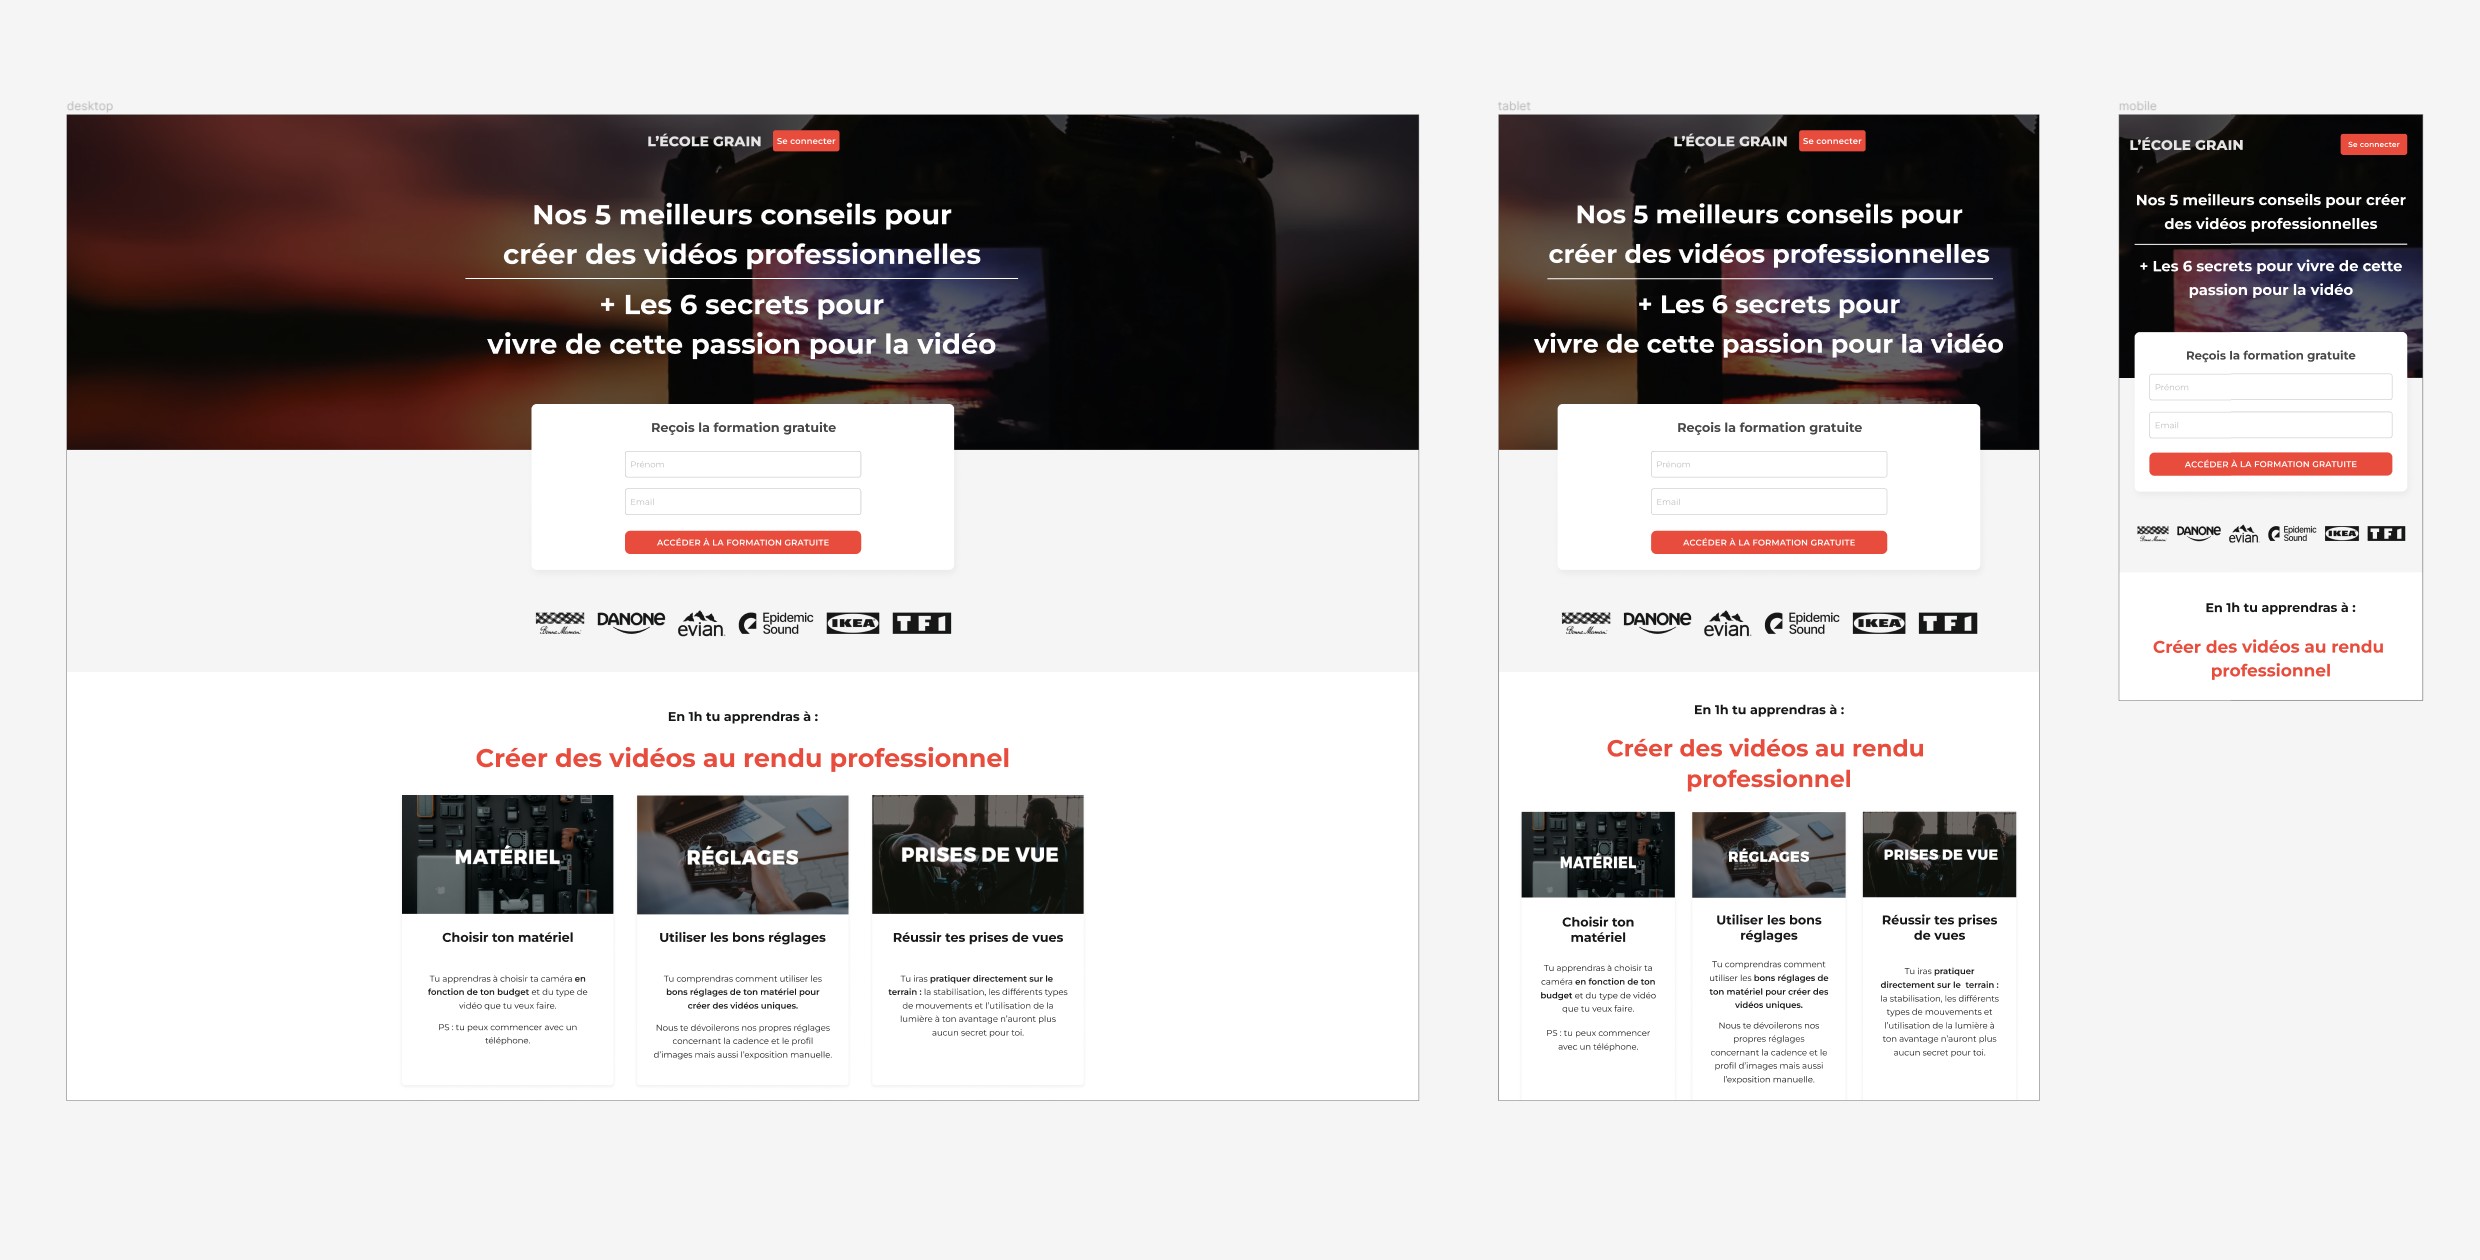 desktop
L'ÉCOLE GRAIN
Se connecter
Nos 5 meilleurs conseils pour
créer des vidéos professionnelles
+ Les 6 secrets pour
vivre de cette passion pour la vidéo
Reçois la formation gratuite
Prénom
Email
ACCÉDER À LA FORMATION GRATUITE
Bonne Maman
DANONE
evian
Epidemic
Sound
IKEA
TF1
En 1h tu apprendras à :
Créer des vidéos au rendu professionnel
MATÉRIEL
Choisir ton matériel
Tu apprendras à choisir ta caméra en
fonction de ton budget et du type de
vidéo que tu veux faire.
PS : tu peux commencer avec un
téléphone.
RÉGLAGES
Utiliser les bons réglages
Tu comprendras comment utiliser les
bons réglages de ton matériel pour
créer des vidéos uniques.
Nous te dévoilerons nos propres réglages
concernant la cadence et le profil
d'images mais aussi l'exposition manuelle.
PRISES DE VUE
Réussir tes prises de vues
Tu iras pratiquer directement sur le
terrain : la stabilisation, les différents types
de mouvements et l'utilisation de la
lumière à ton avantage n'auront plus
aucun secret pour toi.
tablet
L'ÉCOLE GRAIN
Se connecter
Nos 5 meilleurs conseils pour
créer des vidéos professionnelles
+ Les 6 secrets pour
vivre de cette passion pour la vidéo
Reçois la formation gratuite
Prénom
Email
ACCÉDER À LA FORMATION GRATUITE
Bonne Maman
DANONE
evian
Epidemic
Sound
IKEA
TF1
En 1h tu apprendras à :
Créer des vidéos au rendu
professionnel
MATÉRIEL
Choisir ton
matériel
Tu apprendras à choisir ta
caméra en fonction de ton
budget et du type de vidéo
que tu veux faire.
PS : tu peux commencer
avec un téléphone.
RÉGLAGES
Utiliser les bons
réglages
Tu comprendras comment
utiliser les bons réglages de
ton matériel pour créer des
vidéos uniques.
Nous te dévoilerons nos
propres réglages
concernant la cadence et le
profil d'images mais aussi
l'exposition manuelle.
PRISES DE VUE
Réussir tes prises
de vues
Tu iras pratiquer
directement sur le terrain :
la stabilisation, les différents
types de mouvements et
l'utilisation de la lumière à
ton avantage n'auront plus
aucun secret pour toi.
mobile
L'ÉCOLE GRAIN
Se connecter
Nos 5 meilleurs conseils pour créer
des vidéos professionnelles
+ Les 6 secrets pour vivre de cette
passion pour la vidéo
Reçois la formation gratuite
Prénom
Email
ACCÉDER À LA FORMATION GRATUITE
Bonne Maman
DANONE
evian
Epidemic
Sound
IKEA
TF1
En 1h tu apprendras à :
Créer des vidéos au rendu
professionnel